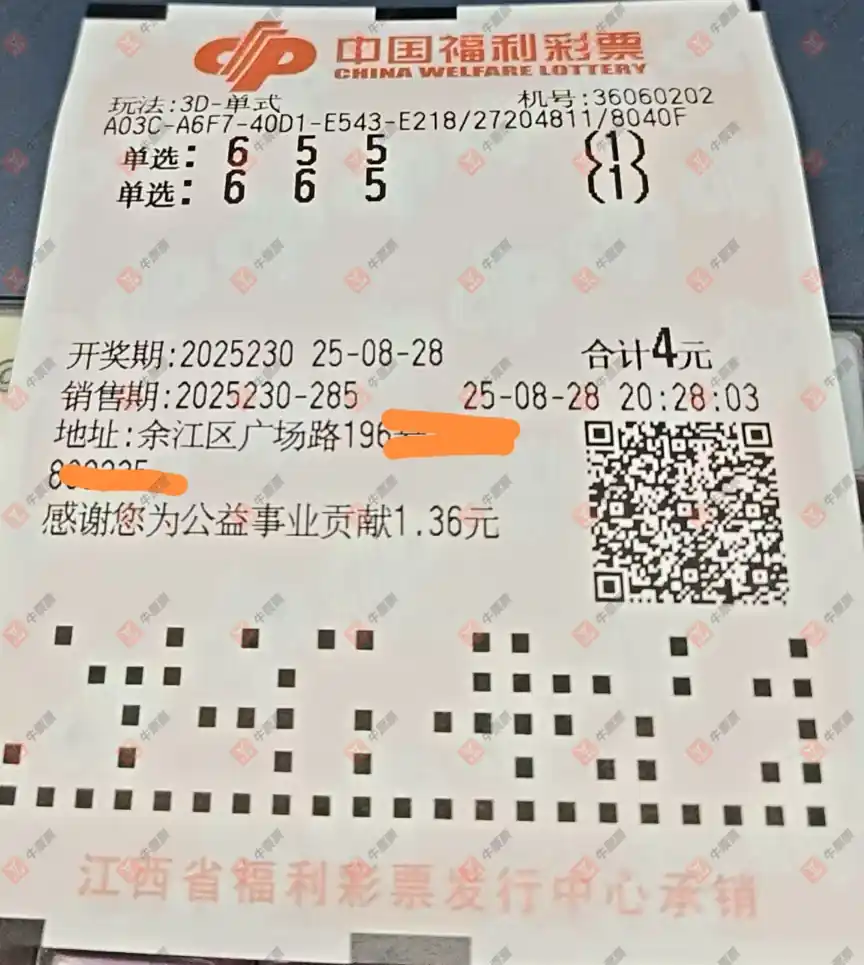 中国福利彩票
CHINA WELFARE LOTTERY
玩法:3D-单式 机号:36060202
A03C-A6F7-40D1-E543-E218/27204811/8040F
单选: 6 5 5 (1)
单选: 6 6 5 (1)
开奖期:2025230 25-08-28 合计4元
销售期:2025230-285 25-08-28 20:28:03
地址:余江区广场路196
8
感谢您为公益事业贡献1.36元
江西省福利彩票发行中心承销